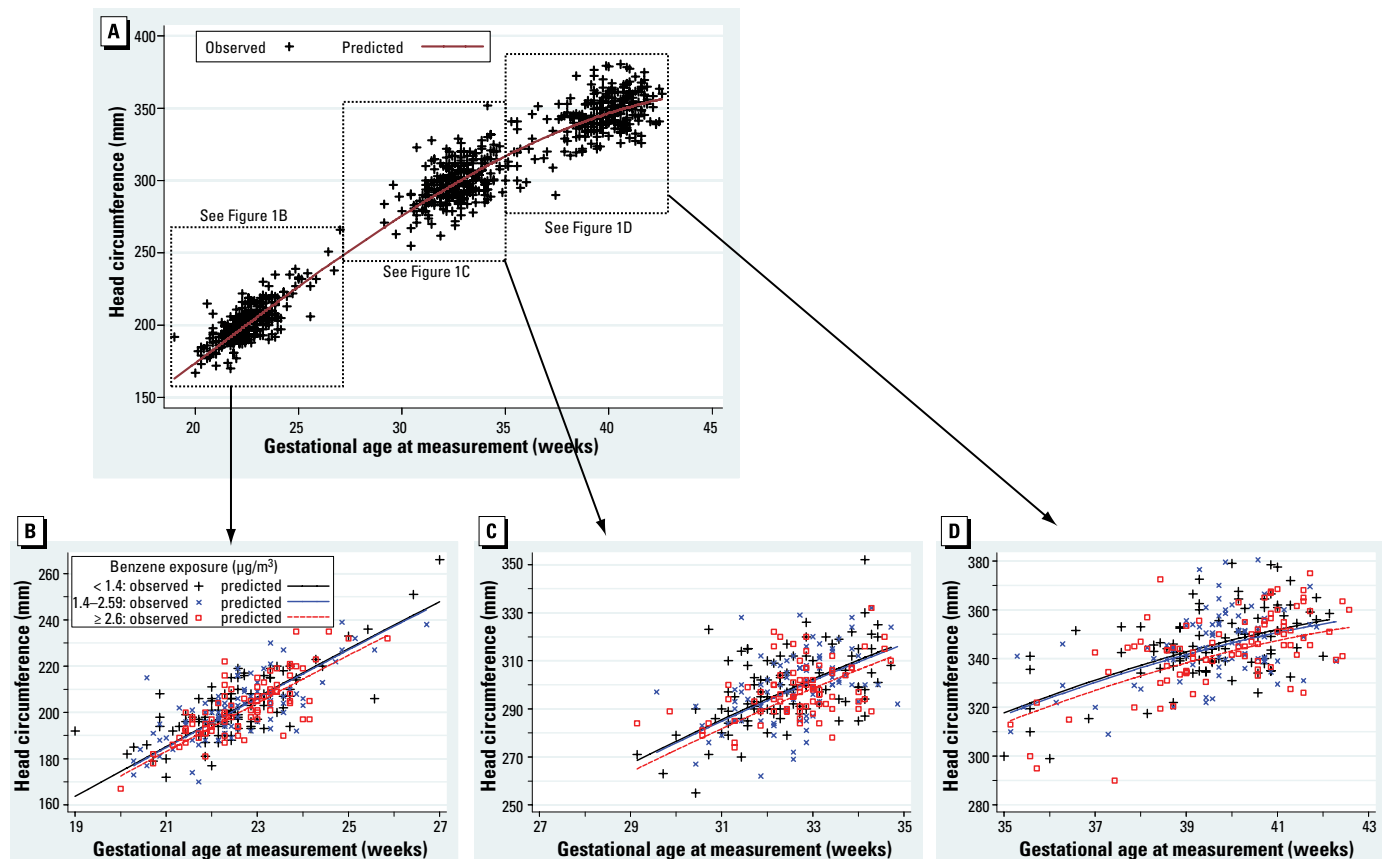 A
Observed + Predicted
400
350
300
250
200
150
Head circumference (mm)
See Figure 1B
See Figure 1C
See Figure 1D
20 25 30 35 40 45
Gestational age at measurement (weeks)
B
Benzene exposure (µg/m³)
< 1.4: observed + predicted
1.4–2.59: observed × predicted
≥ 2.6: observed predicted
260
240
220
200
180
160
Head circumference (mm)
19 21 23 25 27
Gestational age at measurement (weeks)
C
350
330
310
290
270
250
Head circumference (mm)
27 29 31 33 35
Gestational age at measurement (weeks)
D
380
360
340
320
300
280
Head circumference (mm)
35 37 39 41 43
Gestational age at measurement (weeks)